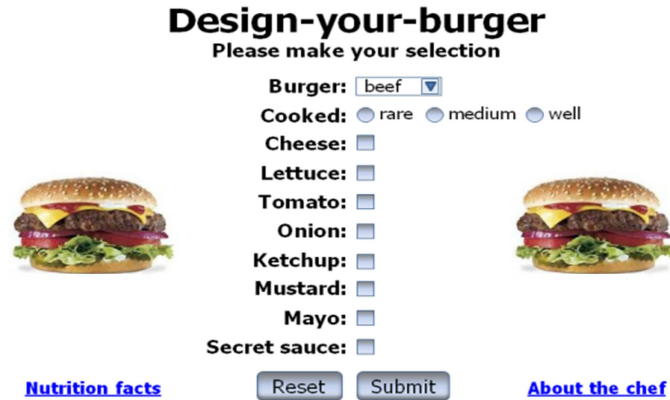 Design-your-burger
Please make your selection
Burger: beef
Cooked: rare medium well
Cheese:
Lettuce:
Tomato:
Onion:
Ketchup:
Mustard:
Mayo:
Secret sauce:
Nutrition facts Reset Submit About the chef